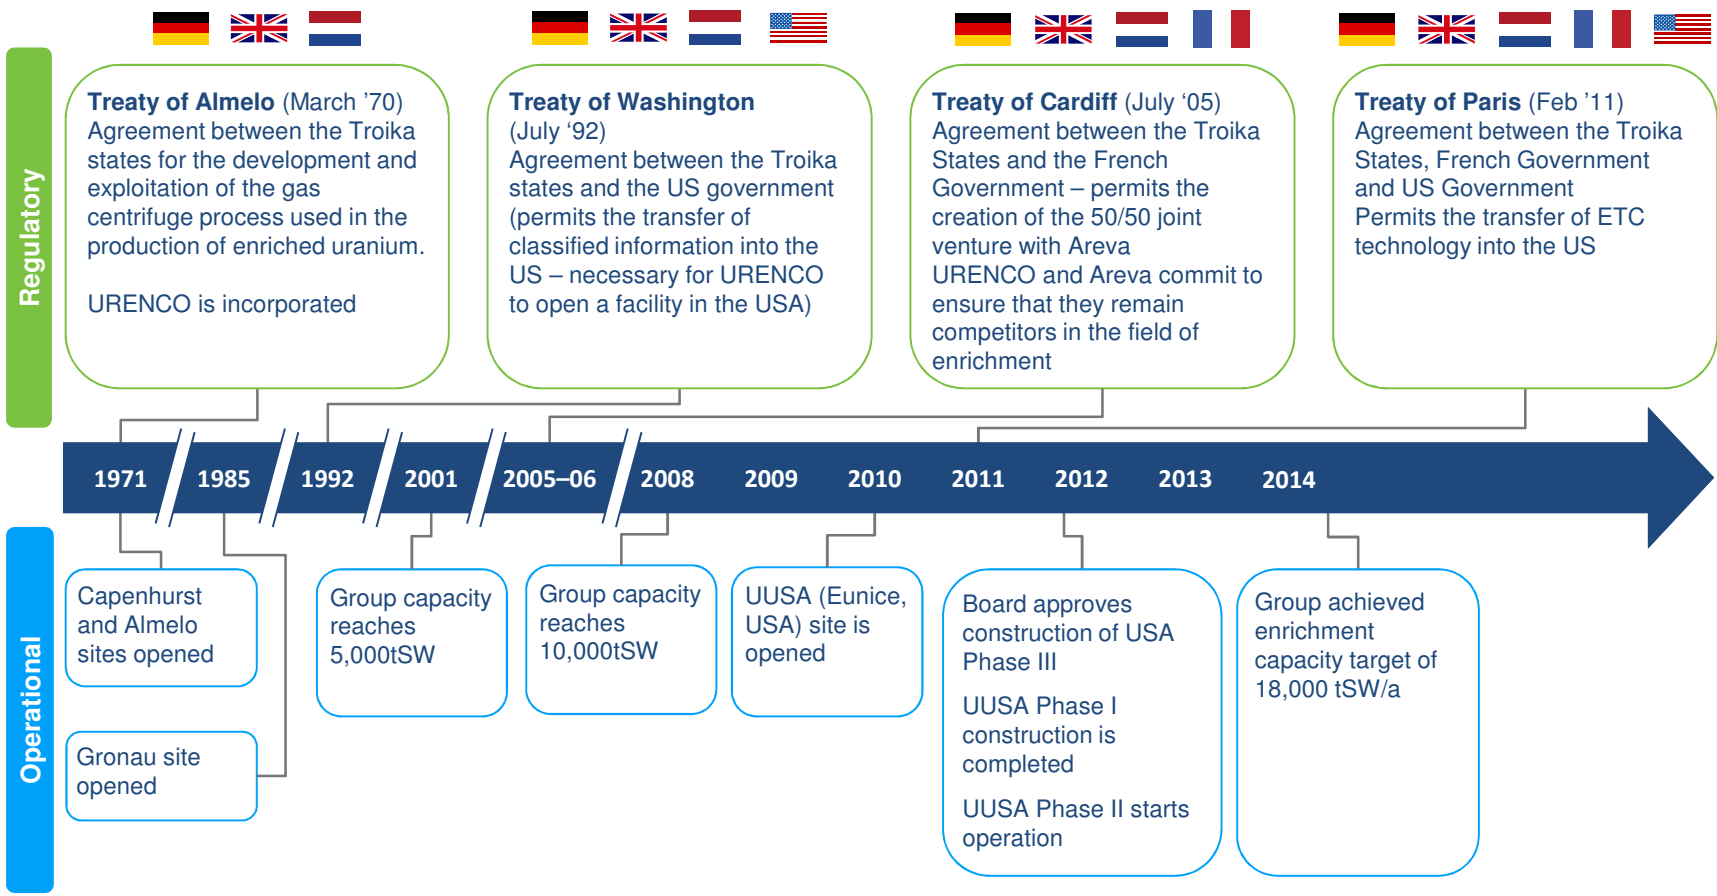 Regulatory
Treaty of Almelo (March ’70)
Agreement between the Troika
states for the development and
exploitation of the gas
centrifuge process used in the
production of enriched uranium.
URENCO is incorporated
Treaty of Washington
(July ‘92)
Agreement between the Troika
states and the US government
(permits the transfer of
classified information into the
US – necessary for URENCO
to open a facility in the USA)
Treaty of Cardiff (July ‘05)
Agreement between the Troika
States and the French
Government – permits the
creation of the 50/50 joint
venture with Areva
URENCO and Areva commit to
ensure that they remain
competitors in the field of
enrichment
Treaty of Paris (Feb ’11)
Agreement between the Troika
States, French Government
and US Government
Permits the transfer of ETC
technology into the US
1971 1985 1992 2001 2005–06 2008 2009 2010 2011 2012 2013 2014
Operational
Capenhurst
and Almelo
sites opened
Gronau site
opened
Group capacity
reaches
5,000tSW
Group capacity
reaches
10,000tSW
UUSA (Eunice,
USA) site is
opened
Board approves
construction of USA
Phase III
UUSA Phase I
construction is
completed
UUSA Phase II starts
operation
Group achieved
enrichment
capacity target of
18,000 tSW/a